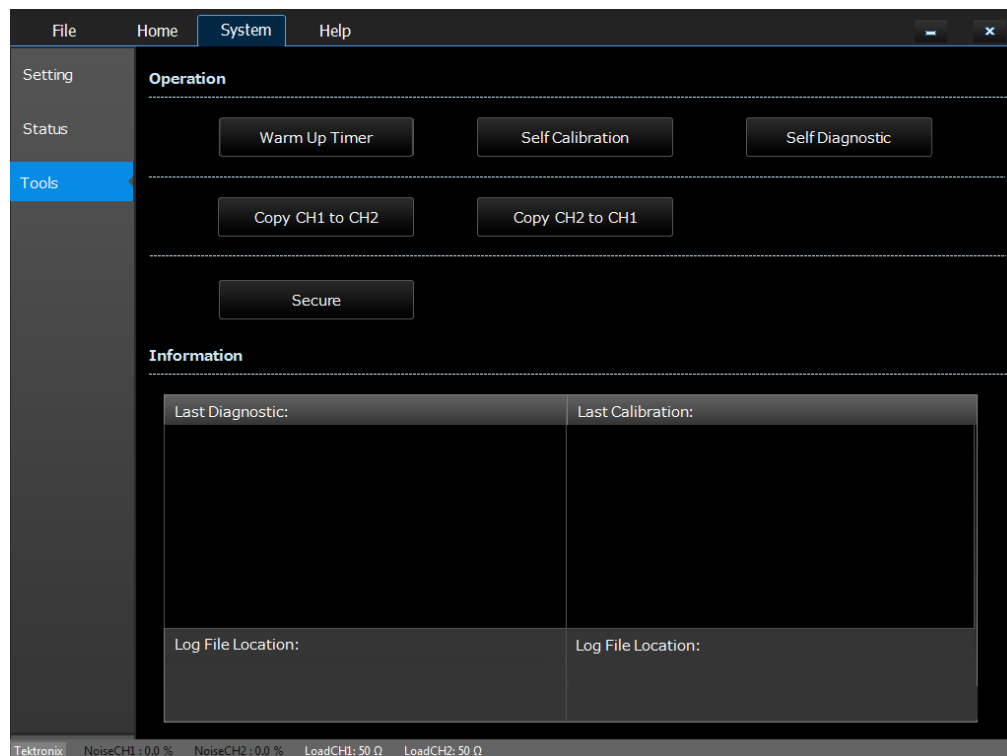 File Home System Help
Setting
Status
Tools
Operation
Warm Up Timer Self Calibration Self Diagnostic
Copy CH1 to CH2 Copy CH2 to CH1
Secure
Information
Last Diagnostic: Last Calibration:
Log File Location: Log File Location:
Tektronix NoiseCH1 : 0.0 % NoiseCH2 : 0.0 % LoadCH1: 50 Ω LoadCH2: 50 Ω